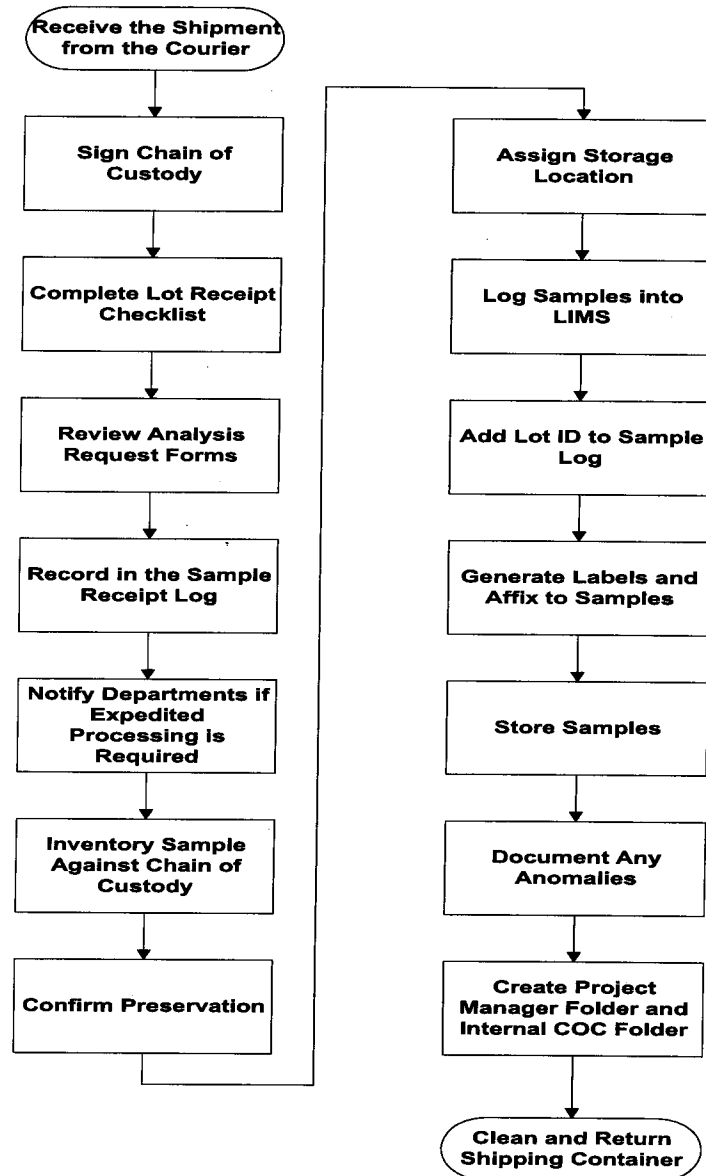 Receive the Shipment
from the Courier
Sign Chain of
Custody
Complete Lot Receipt
Checklist
Review Analysis
Request Forms
Record in the Sample
Receipt Log
Notify Departments if
Expedited
Processing is
Required
Inventory Sample
Against Chain of
Custody
Confirm Preservation
Assign Storage
Location
Log Samples into
LIMS
Add Lot ID to Sample
Log
Generate Labels and
Affix to Samples
Store Samples
Document Any
Anomalies
Create Project
Manager Folder and
Internal COC Folder
Clean and Return
Shipping Container